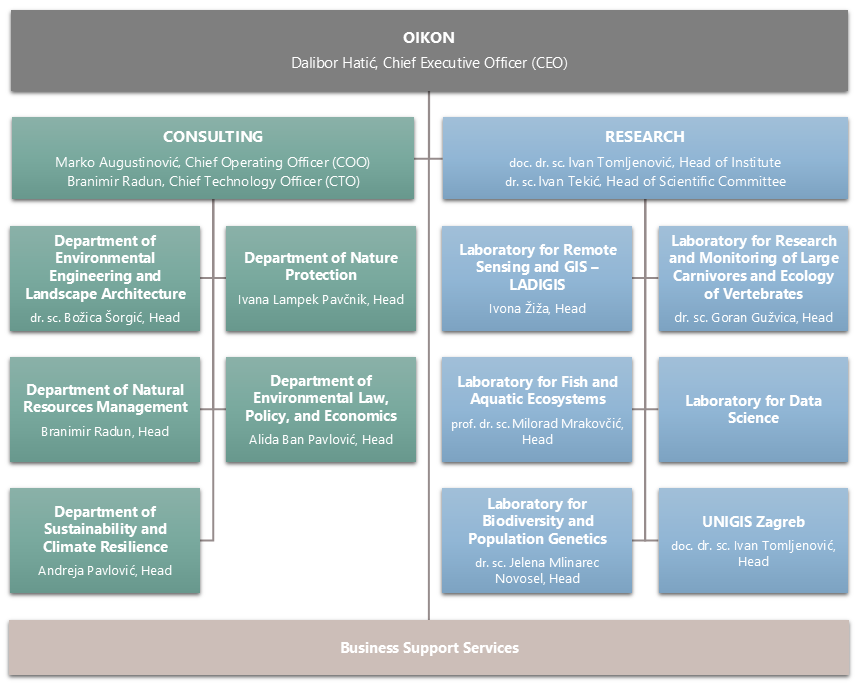 OIKON
Dalibor Hatić, Chief Executive Officer (CEO)
CONSULTING
Marko Augustinović, Chief Operating Officer (COO)
Branimir Radun, Chief Technology Officer (CTO)
RESEARCH
doc. dr. sc. Ivan Tomljenović, Head of Institute
dr. sc. Ivan Tekić, Head of Scientific Committee
Department of
Environmental
Engineering and
Landscape Architecture
dr. sc. Božica Šorgić, Head
Department of Nature
Protection
Ivana Lampek Pavčnik, Head
Laboratory for Remote
Sensing and GIS –
LADIGIS
Ivona Žiža, Head
Laboratory for Research
and Monitoring of Large
Carnivores and Ecology
of Vertebrates
dr. sc. Goran Gužvica, Head
Department of Natural
Resources Management
Branimir Radun, Head
Department of
Environmental Law,
Policy, and Economics
Alida Ban Pavlović, Head
Laboratory for Fish and
Aquatic Ecosystems
prof. dr. sc. Milorad Mrakovčić,
Head
Laboratory for Data
Science
Department of
Sustainability and
Climate Resilience
Andreja Pavlović, Head
Laboratory for
Biodiversity and
Population Genetics
dr. sc. Jelena Mlinarec
Novosel, Head
UNIGIS Zagreb
doc. dr. sc. Ivan Tomljenović,
Head
Business Support Services